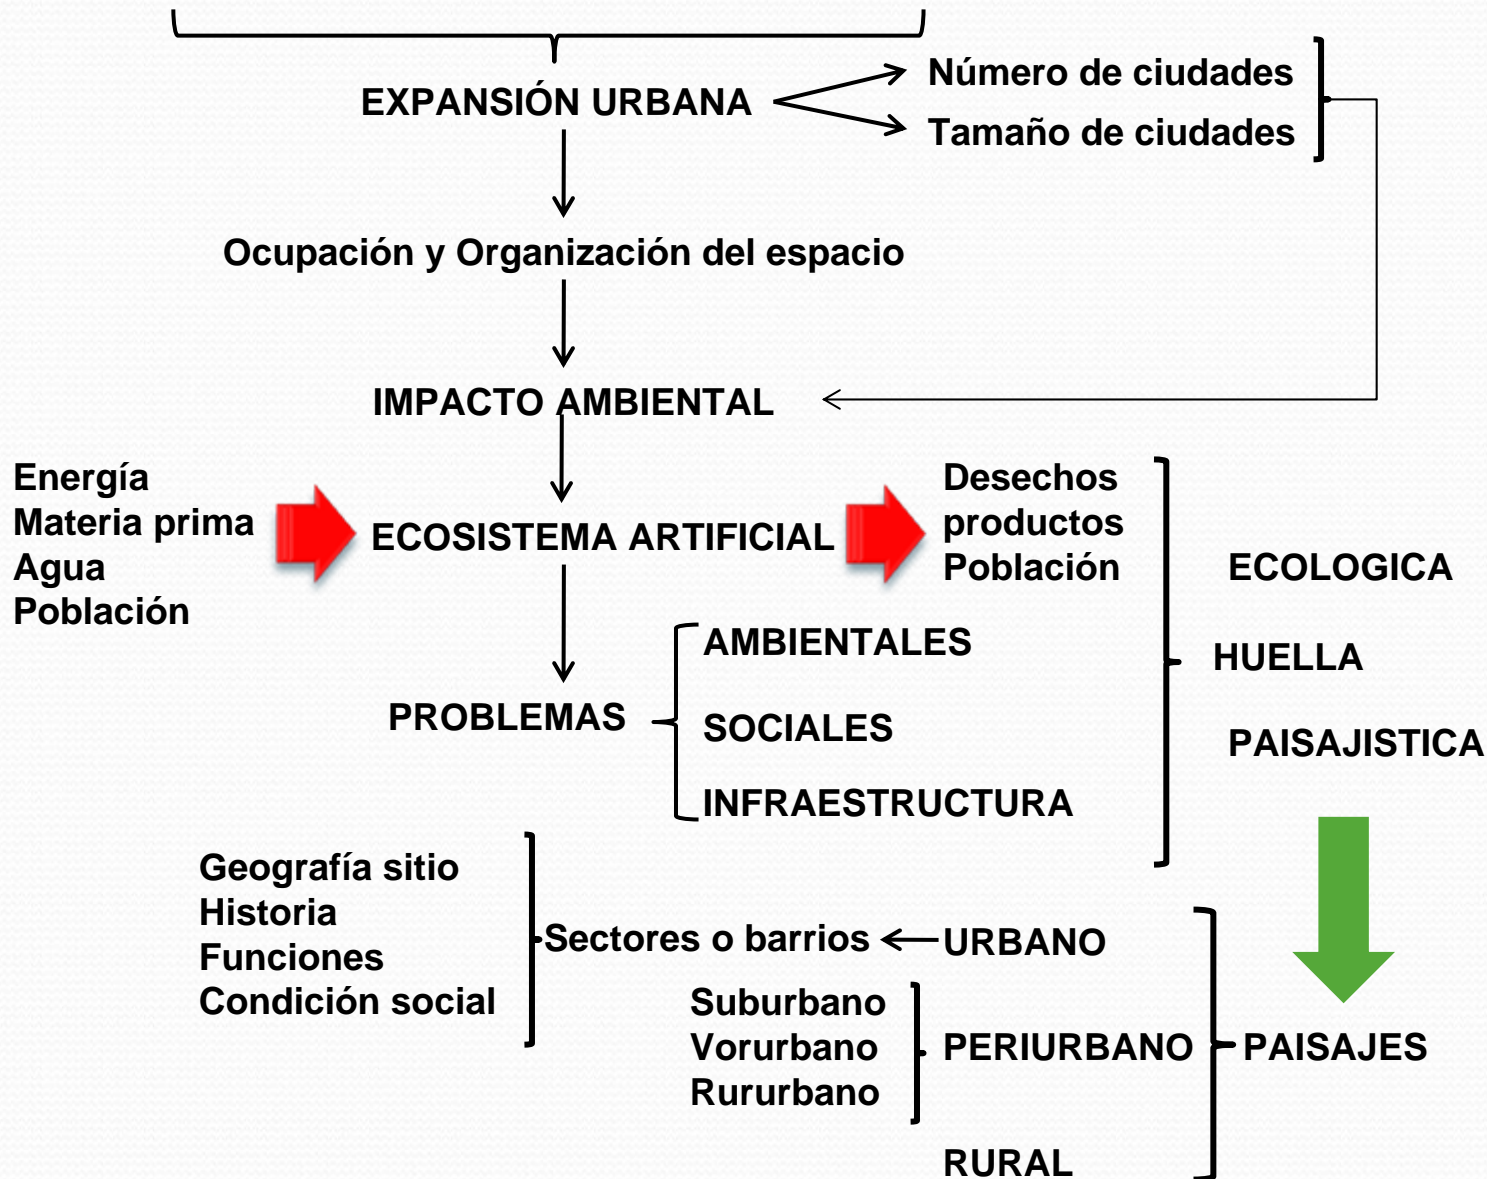 EXPANSIÓN URBANA
Número de ciudades
Tamaño de ciudades
Ocupación y Organización del espacio
IMPACTO AMBIENTAL
Energía
Materia prima
Agua
Población
ECOSISTEMA ARTIFICIAL
Desechos
productos
Población
ECOLOGICA
HUELLA
PAISAJISTICA
PROBLEMAS
AMBIENTALES
SOCIALES
INFRAESTRUCTURA
Geografía sitio
Historia
Funciones
Condición social
Sectores o barrios
URBANO
Suburbano
Vorurbano
Rururbano
PERIURBANO
PAISAJES
RURAL